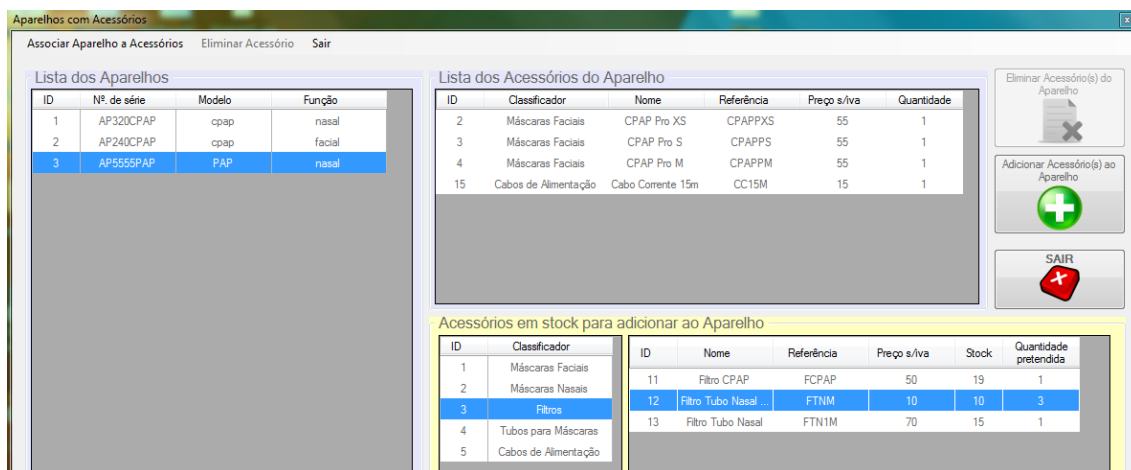 Aparelhos com Acessórios
Associar Aparelho a Acessórios Eliminar Acessório Sair
Lista dos Aparelhos
ID Nº. de série Modelo Função
1 AP320CPAP cpap nasal
2 AP240CPAP cpap facial
3 AP5555PAP PAP nasal
Lista dos Acessórios do Aparelho
ID Classificador Nome Referência Preço s/iva Quantidade
2 Máscaras Faciais CPAP Pro XS CPAPPXS 55 1
3 Máscaras Faciais CPAP Pro S CPAPPS 55 1
4 Máscaras Faciais CPAP Pro M CPAPPM 55 1
15 Cabos de Alimentação Cabo Corrente 15m CC15M 15 1
Eliminar Acessório(s) do
Aparelho
Adicionar Acessório(s) ao
Aparelho
SAIR
Acessórios em stock para adicionar ao Aparelho
ID Classificador
1 Máscaras Faciais
2 Máscaras Nasais
3 Filtros
4 Tubos para Máscaras
5 Cabos de Alimentação
ID Nome Referência Preço s/iva Stock Quantidade
pretendida
11 Filtro CPAP FCPAP 50 19 1
12 Filtro Tubo Nasal ... FTNM 10 10 3
13 Filtro Tubo Nasal FTN1M 70 15 1